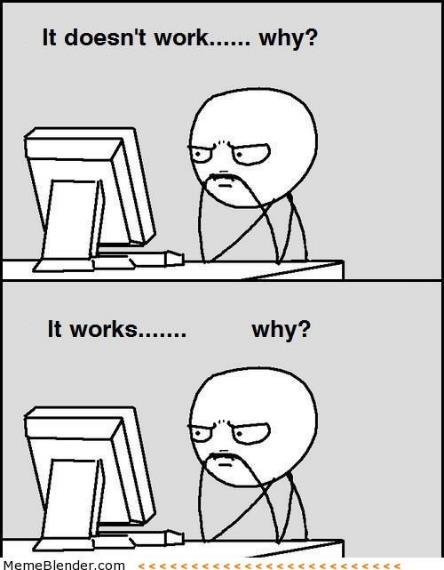 It doesn't work...... why?
It works....... why?
MemeBlender.com < < < < < < < < < < < < < < < < < < < < < < < < < <